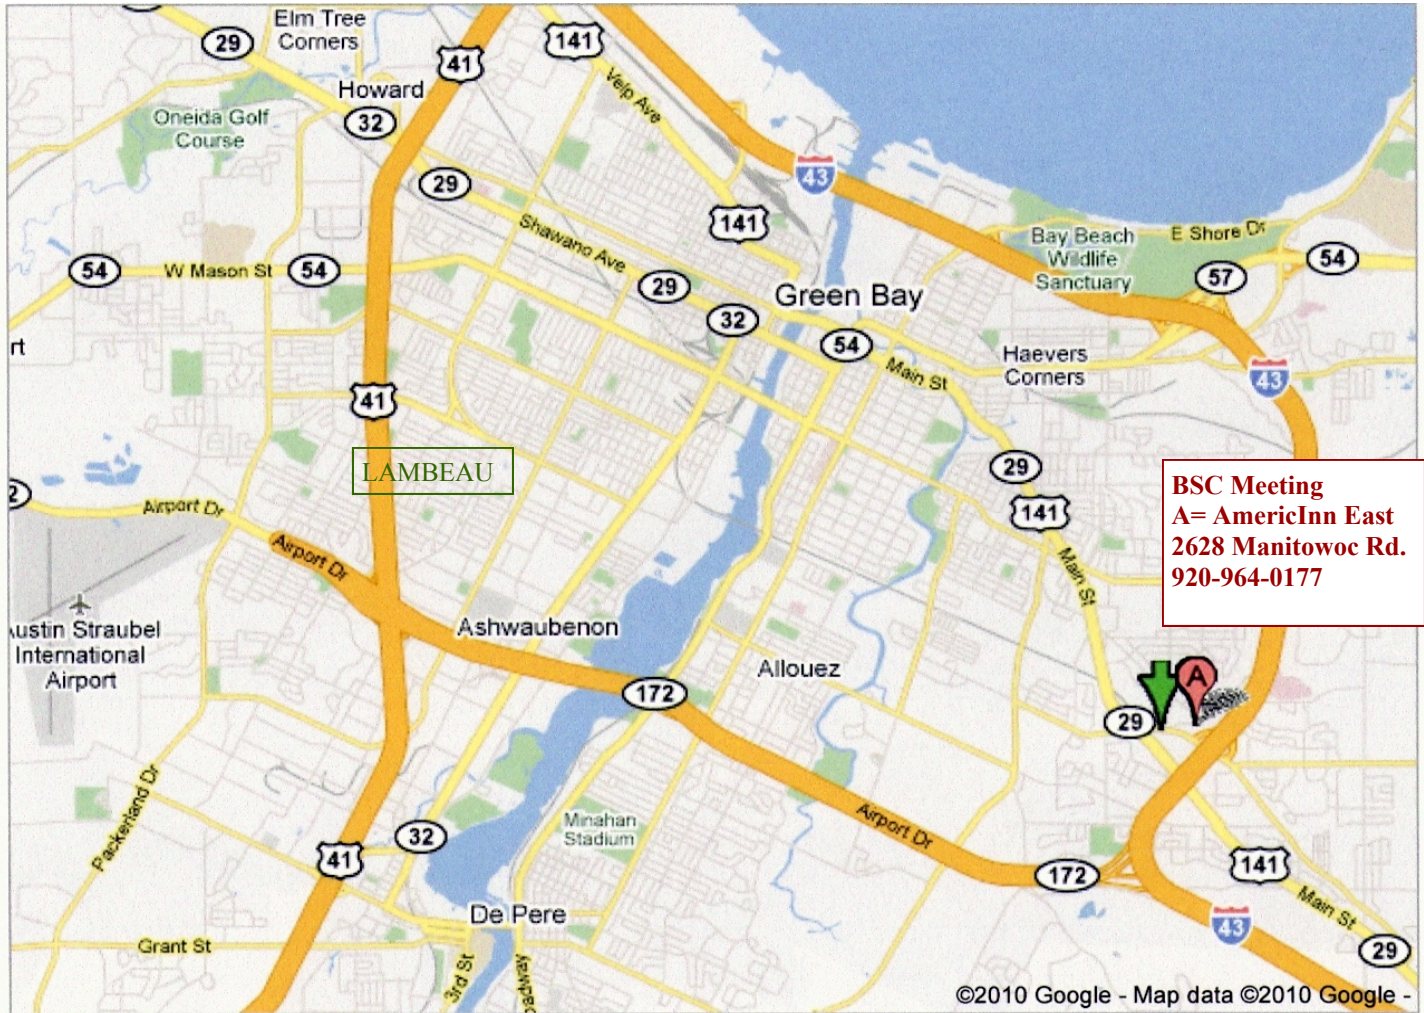 Elm Tree
Corners
29
141
41
Howard
Velp Ave
Oneida Golf
Course
32
43
29
141
Shawano Ave
Bay Beach
Wildlife
Sanctuary
E Shore Dr
54
W Mason St
54
54
57
29
Green Bay
32
54
rt
Haevers
Corners
Main St
43
41
LAMBEAU
29
BSC Meeting
A= AmericInn East
2628 Manitowoc Rd.
920-964-0177
2
Airport Dr
141
Airport Dr
Main St
ustin Straubel
International
Airport
Ashwaubenon
Allouez
172
A
29
Packerland Dr
Minahan
Stadium
Airport Dr
32
41
172
141
De Pere
Main St
43
Grant St
29
3rd St
adway
©2010 Google - Map data ©2010 Google -